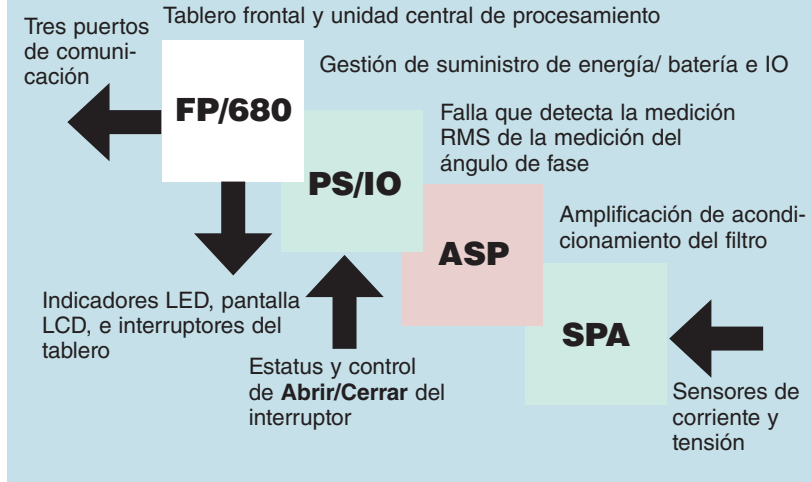 Tablero frontal y unidad central de procesamiento
Tres puertos
de comuni-
cación
FP/680
Gestión de suministro de energía/ batería e IO
PS/IO
Falla que detecta la medición
RMS de la medición del
ángulo de fase
ASP
Amplificación de acondi-
cionamiento del filtro
SPA
Indicadores LED, pantalla
LCD, e interruptores del
tablero
Estatus y control
de Abrir/Cerrar del
interruptor
Sensores de
corriente y
tensión